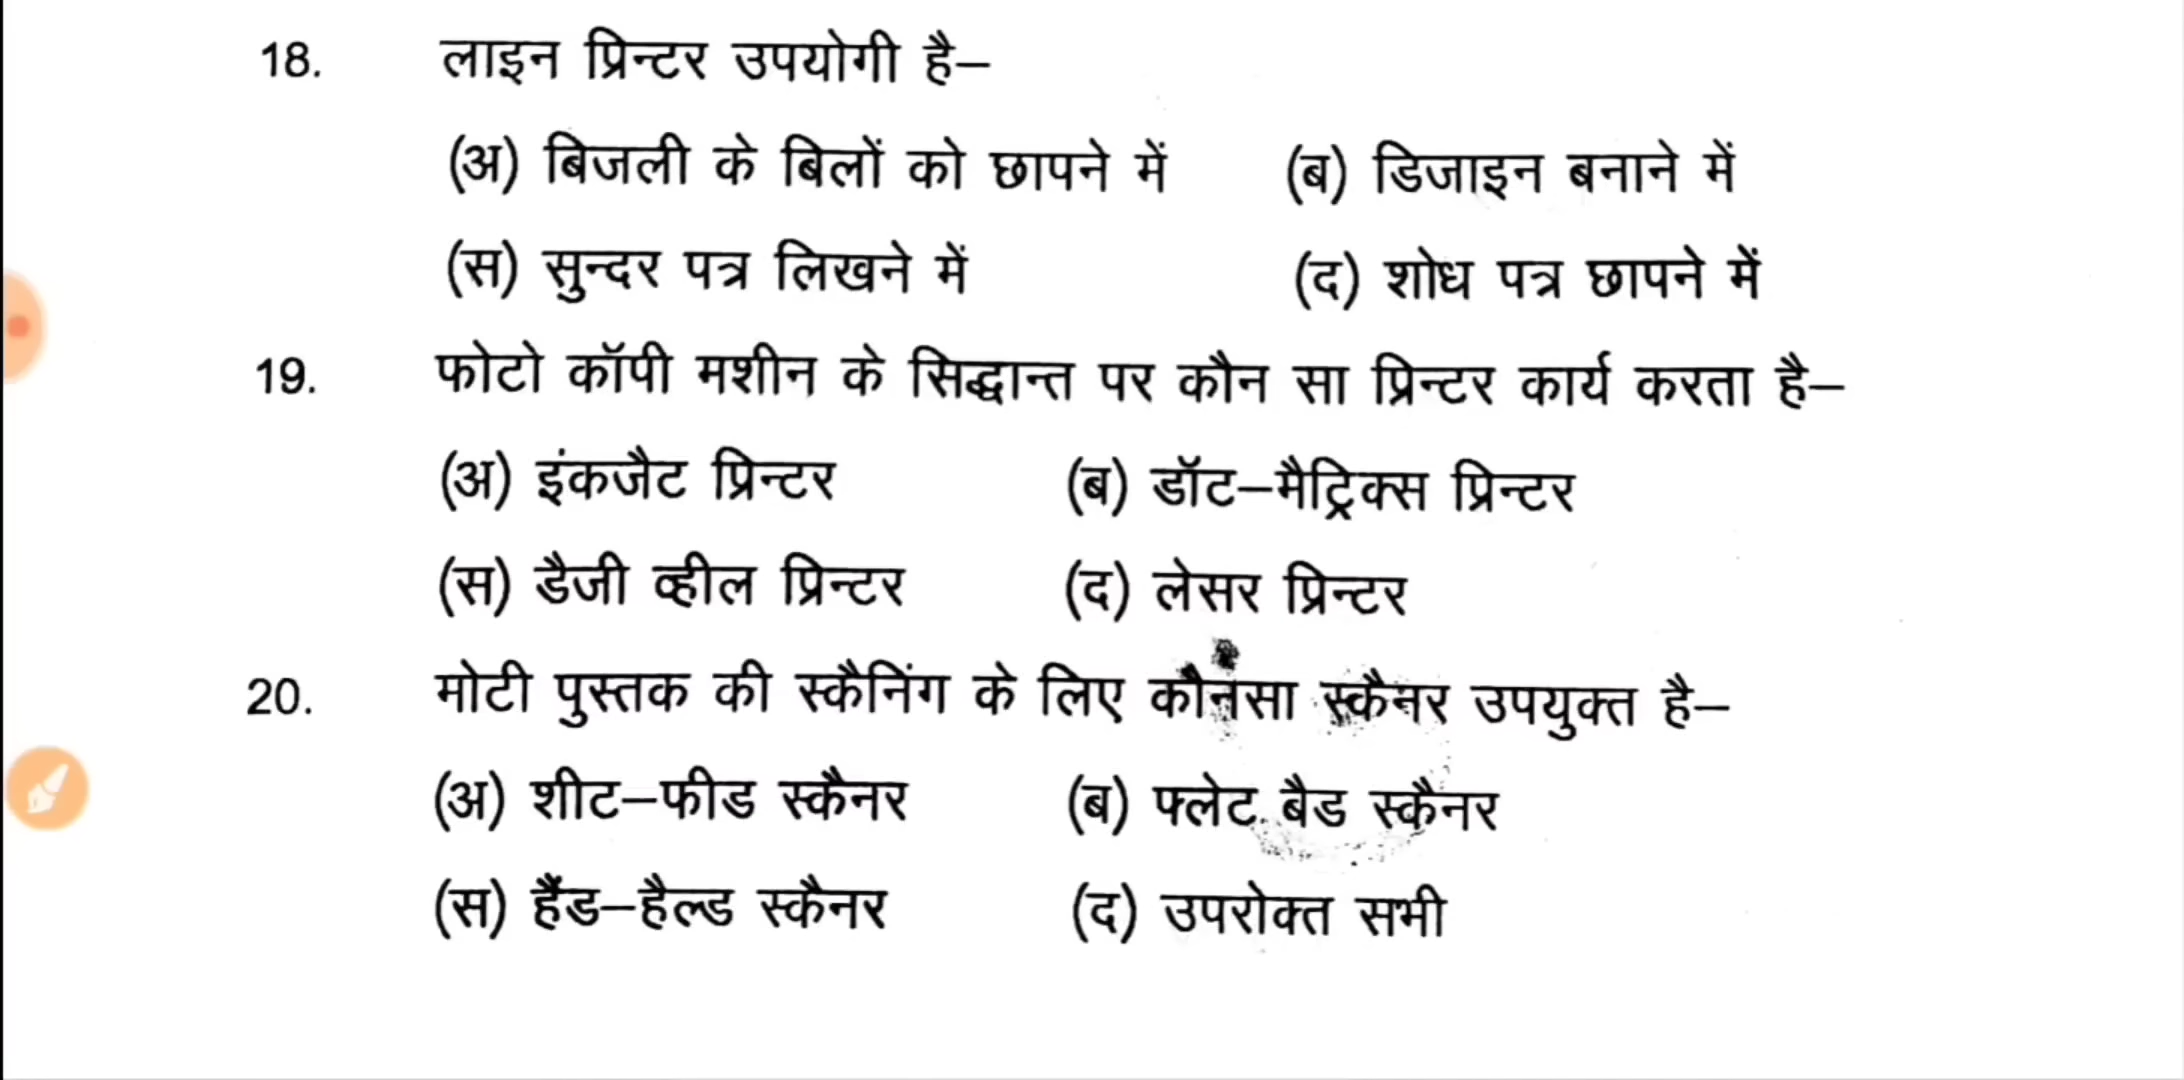 18. लाइन प्रिन्टर उपयोगी है–
(अ) बिजली के बिलों को छापने में (ब) डिजाइन बनाने में
(स) सुन्दर पत्र लिखने में (द) शोध पत्र छापने में
19. फोटो कॉपी मशीन के सिद्धान्त पर कौन सा प्रिन्टर कार्य करता है–
(अ) इंकजैट प्रिन्टर (ब) डॉट–मैट्रिक्स प्रिन्टर
(स) डैजी व्हील प्रिन्टर (द) लेसर प्रिन्टर
20. मोटी पुस्तक की स्कैनिंग के लिए कौनसा स्कैनर उपयुक्त है–
(अ) शीट–फीड स्कैनर (ब) फ्लेट बैड स्कैनर
(स) हैंड–हैल्ड स्कैनर (द) उपरोक्त सभी